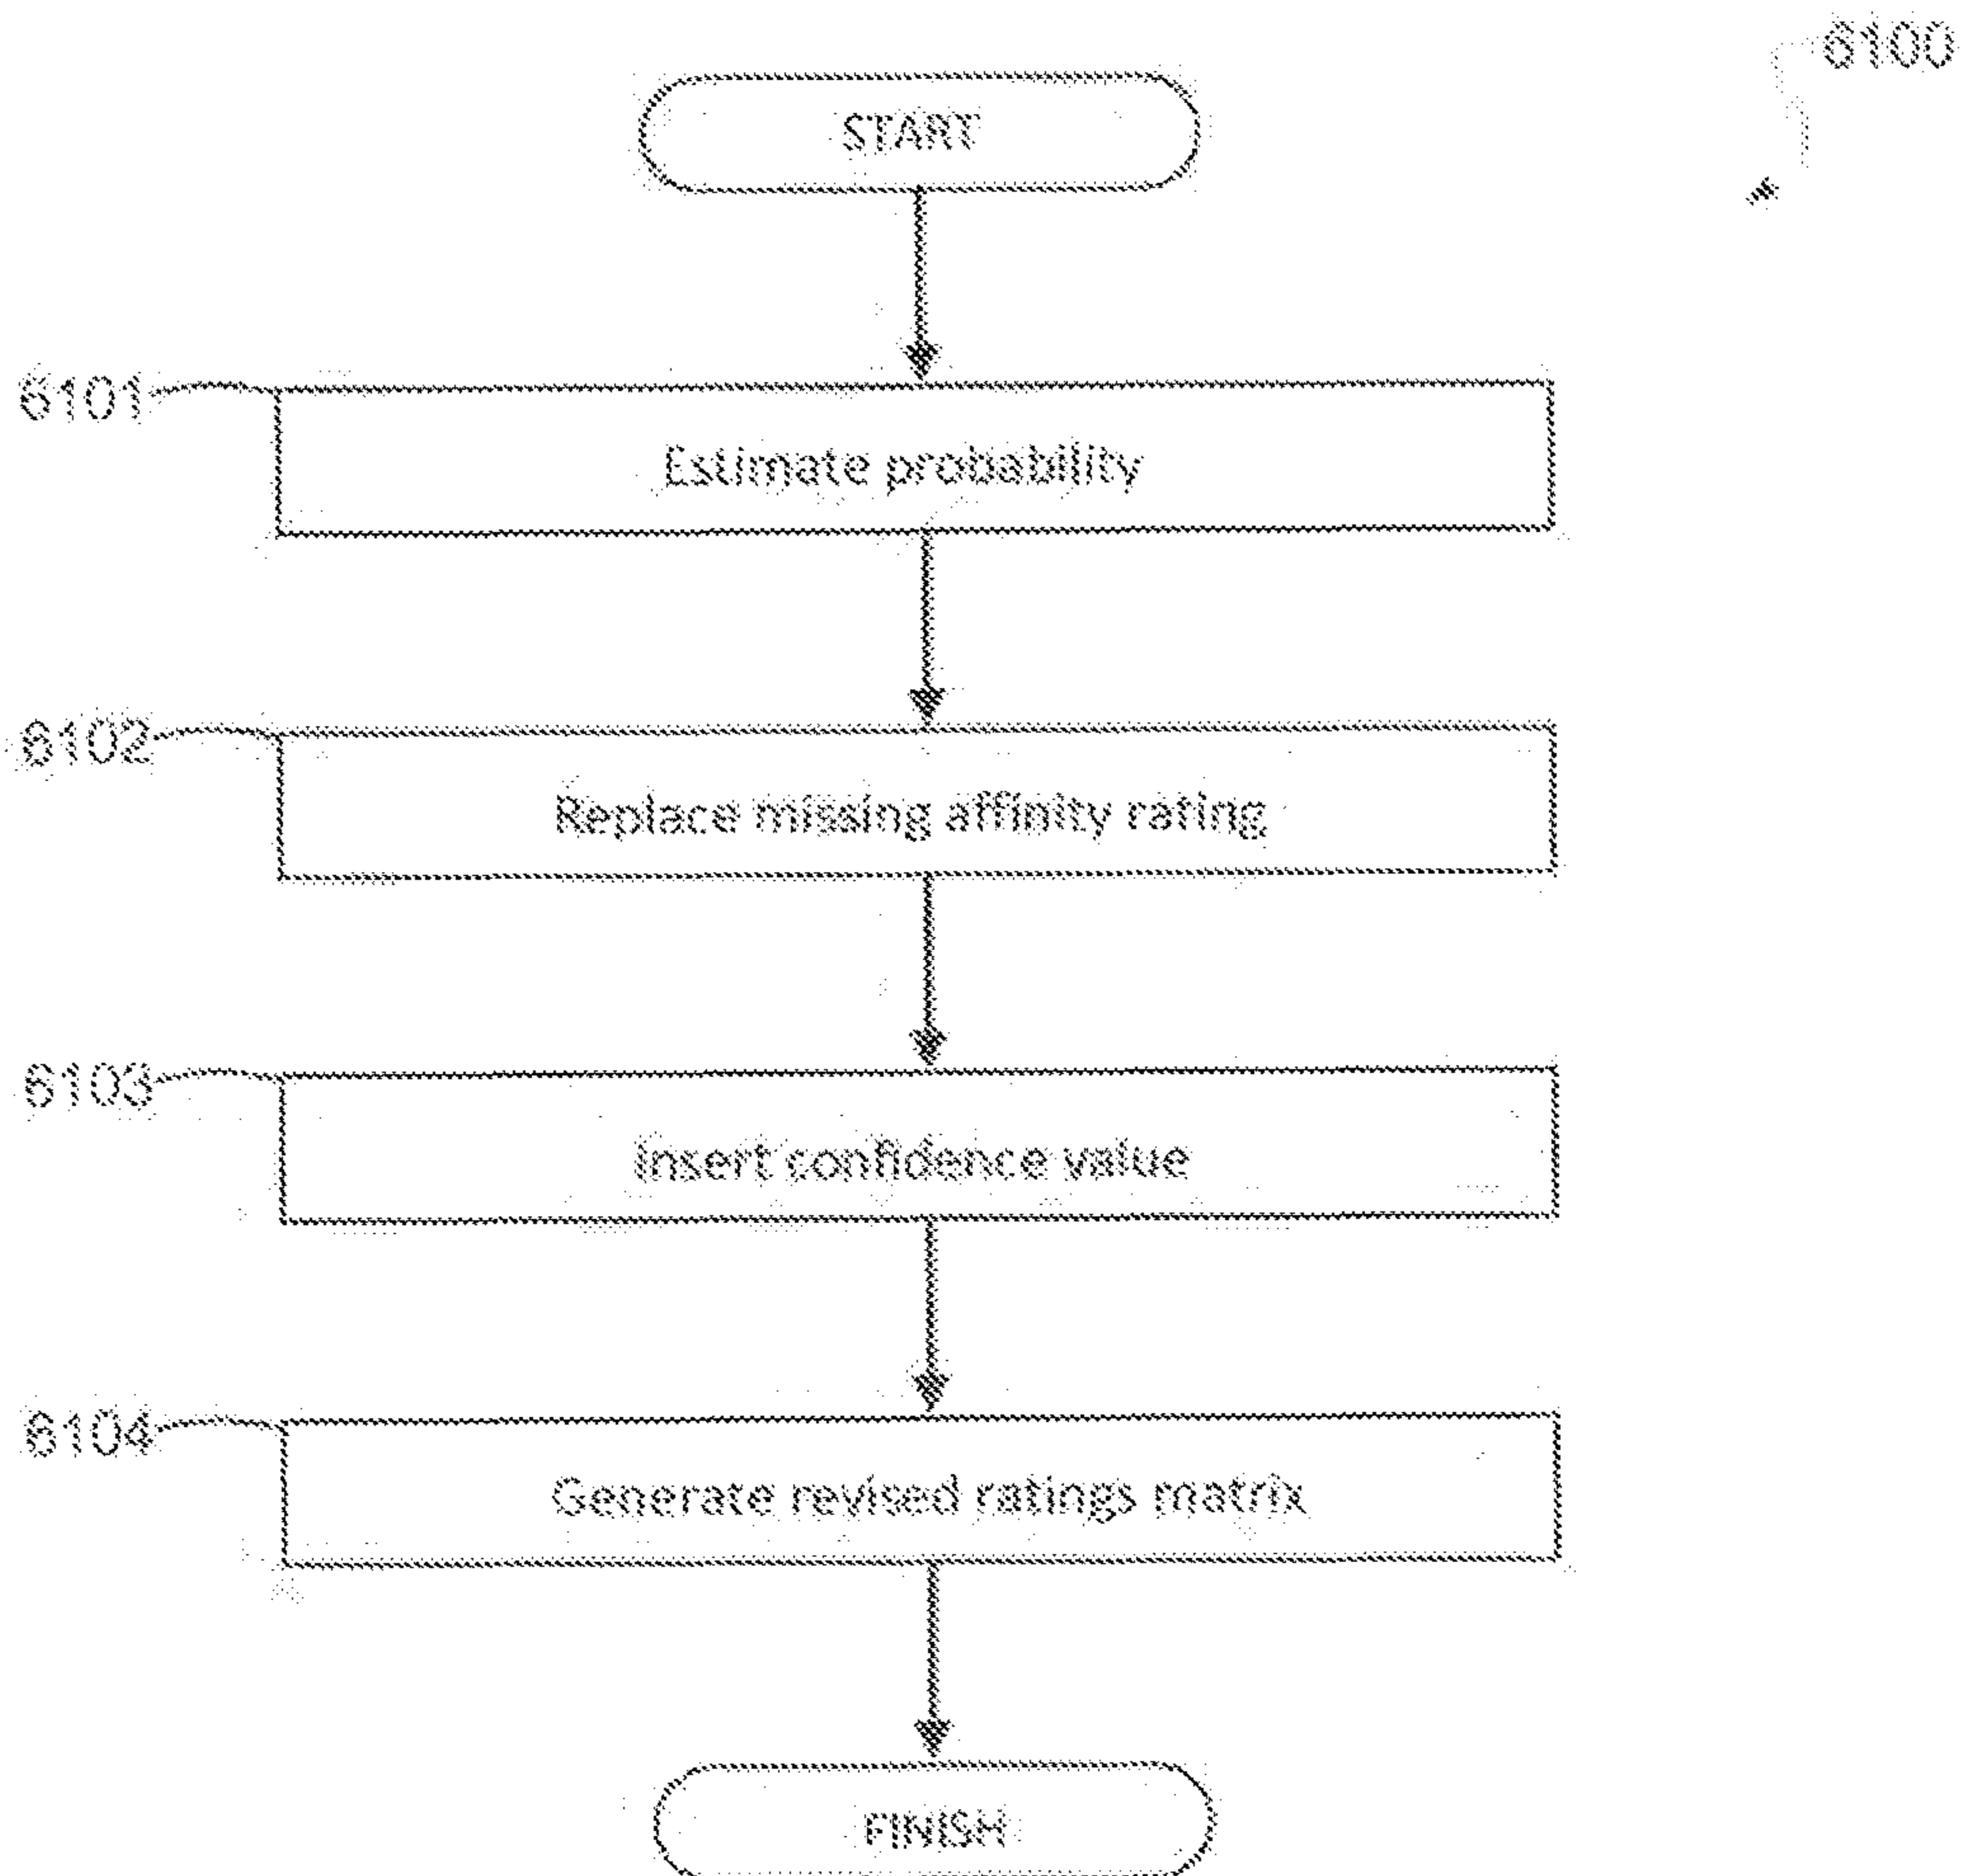 6100
START
6101
Estimate probability
6102
Replace missing affinity rating
6103
Insert confidence value
6104
Generate revised ratings matrix
FINISH